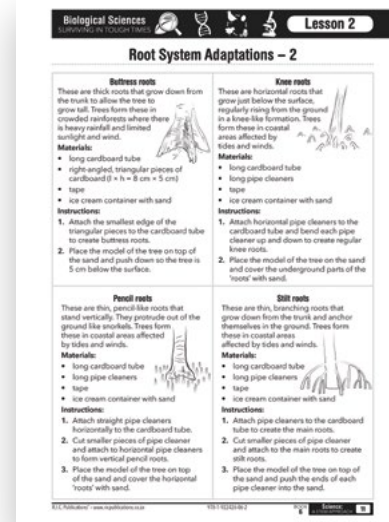 Biological Sciences
SURVIVING IN TOUGH TIMES
Lesson 2
Root System Adaptations – 2
Buttress roots
These are thick roots that grow down from
the trunk to allow the tree to
grow tall. Trees form these in
crowded rainforests where there
is heavy rainfall and limited
sunlight and wind.
Materials:
• long cardboard tube
• right-angled, triangular pieces of
cardboard (l × h = 8 cm × 5 cm)
• tape
• ice cream container with sand
Instructions:
1. Attach the smallest edge of the
triangular pieces to the cardboard tube
to create buttress roots.
2. Place the model of the tree on top of
the sand and push down so the tree is
5 cm below the surface.
Knee roots
These are horizontal roots that
grow just below the surface,
regularly rising from the ground
in a knee-like formation. Trees
form these in coastal
areas affected by
tides and winds.
Materials:
• long cardboard tube
• long pipe cleaners
• tape
• ice cream container with sand
Instructions:
1. Attach horizontal pipe cleaners to the
cardboard tube and bend each pipe
cleaner up and down to create regular
knee roots.
2. Place the model of the tree on the sand
and cover the underground parts of the
'roots' with sand.
Pencil roots
These are thin, pencil-like roots that
stand vertically. They protrude out of the
ground like snorkels. Trees form
these in coastal areas affected
by tides and winds.
Materials:
• long cardboard tube
• long pipe cleaners
• tape
• ice cream container with sand
Instructions:
1. Attach straight pipe cleaners
horizontally to the cardboard tube.
2. Cut smaller pieces of pipe cleaner
and attach to horizontal pipe cleaners
to form vertical pencil roots.
3. Place the model of the tree on top
of the sand and cover the horizontal
'roots' with sand.
Stilt roots
These are thin, branching roots that
grow down from the trunk and anchor
themselves in the ground. Trees form
these in coastal areas
affected by tides and winds.
Materials:
• long cardboard tube
• long pipe cleaners
• tape
• ice cream container with sand
Instructions:
1. Attach pipe cleaners to the cardboard
tube to create the main roots.
2. Cut smaller pieces of pipe cleaner
and attach to the main roots to create
stilt roots.
3. Place the model of the tree on top of
the sand and push the ends of each
pipe cleaner into the sand.
R.I.C. Publications
Science: